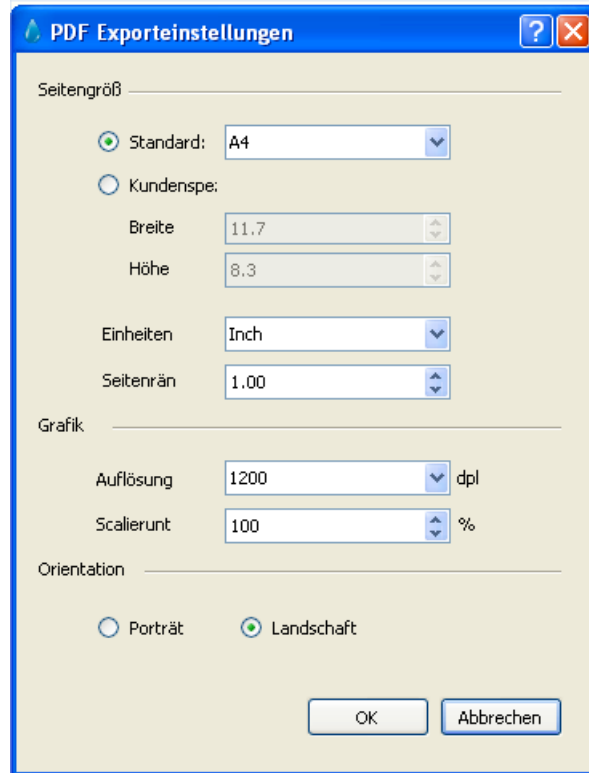 PDF Exporteinstellungen
Seitengröß
Standard: A4
Kundenspe:
Breite 11.7
Höhe 8.3
Einheiten Inch
Seitenrän 1.00
Grafik
Auflösung 1200 dpl
Scalierunt 100 %
Orientation
Porträt Landschaft
OK Abbrechen